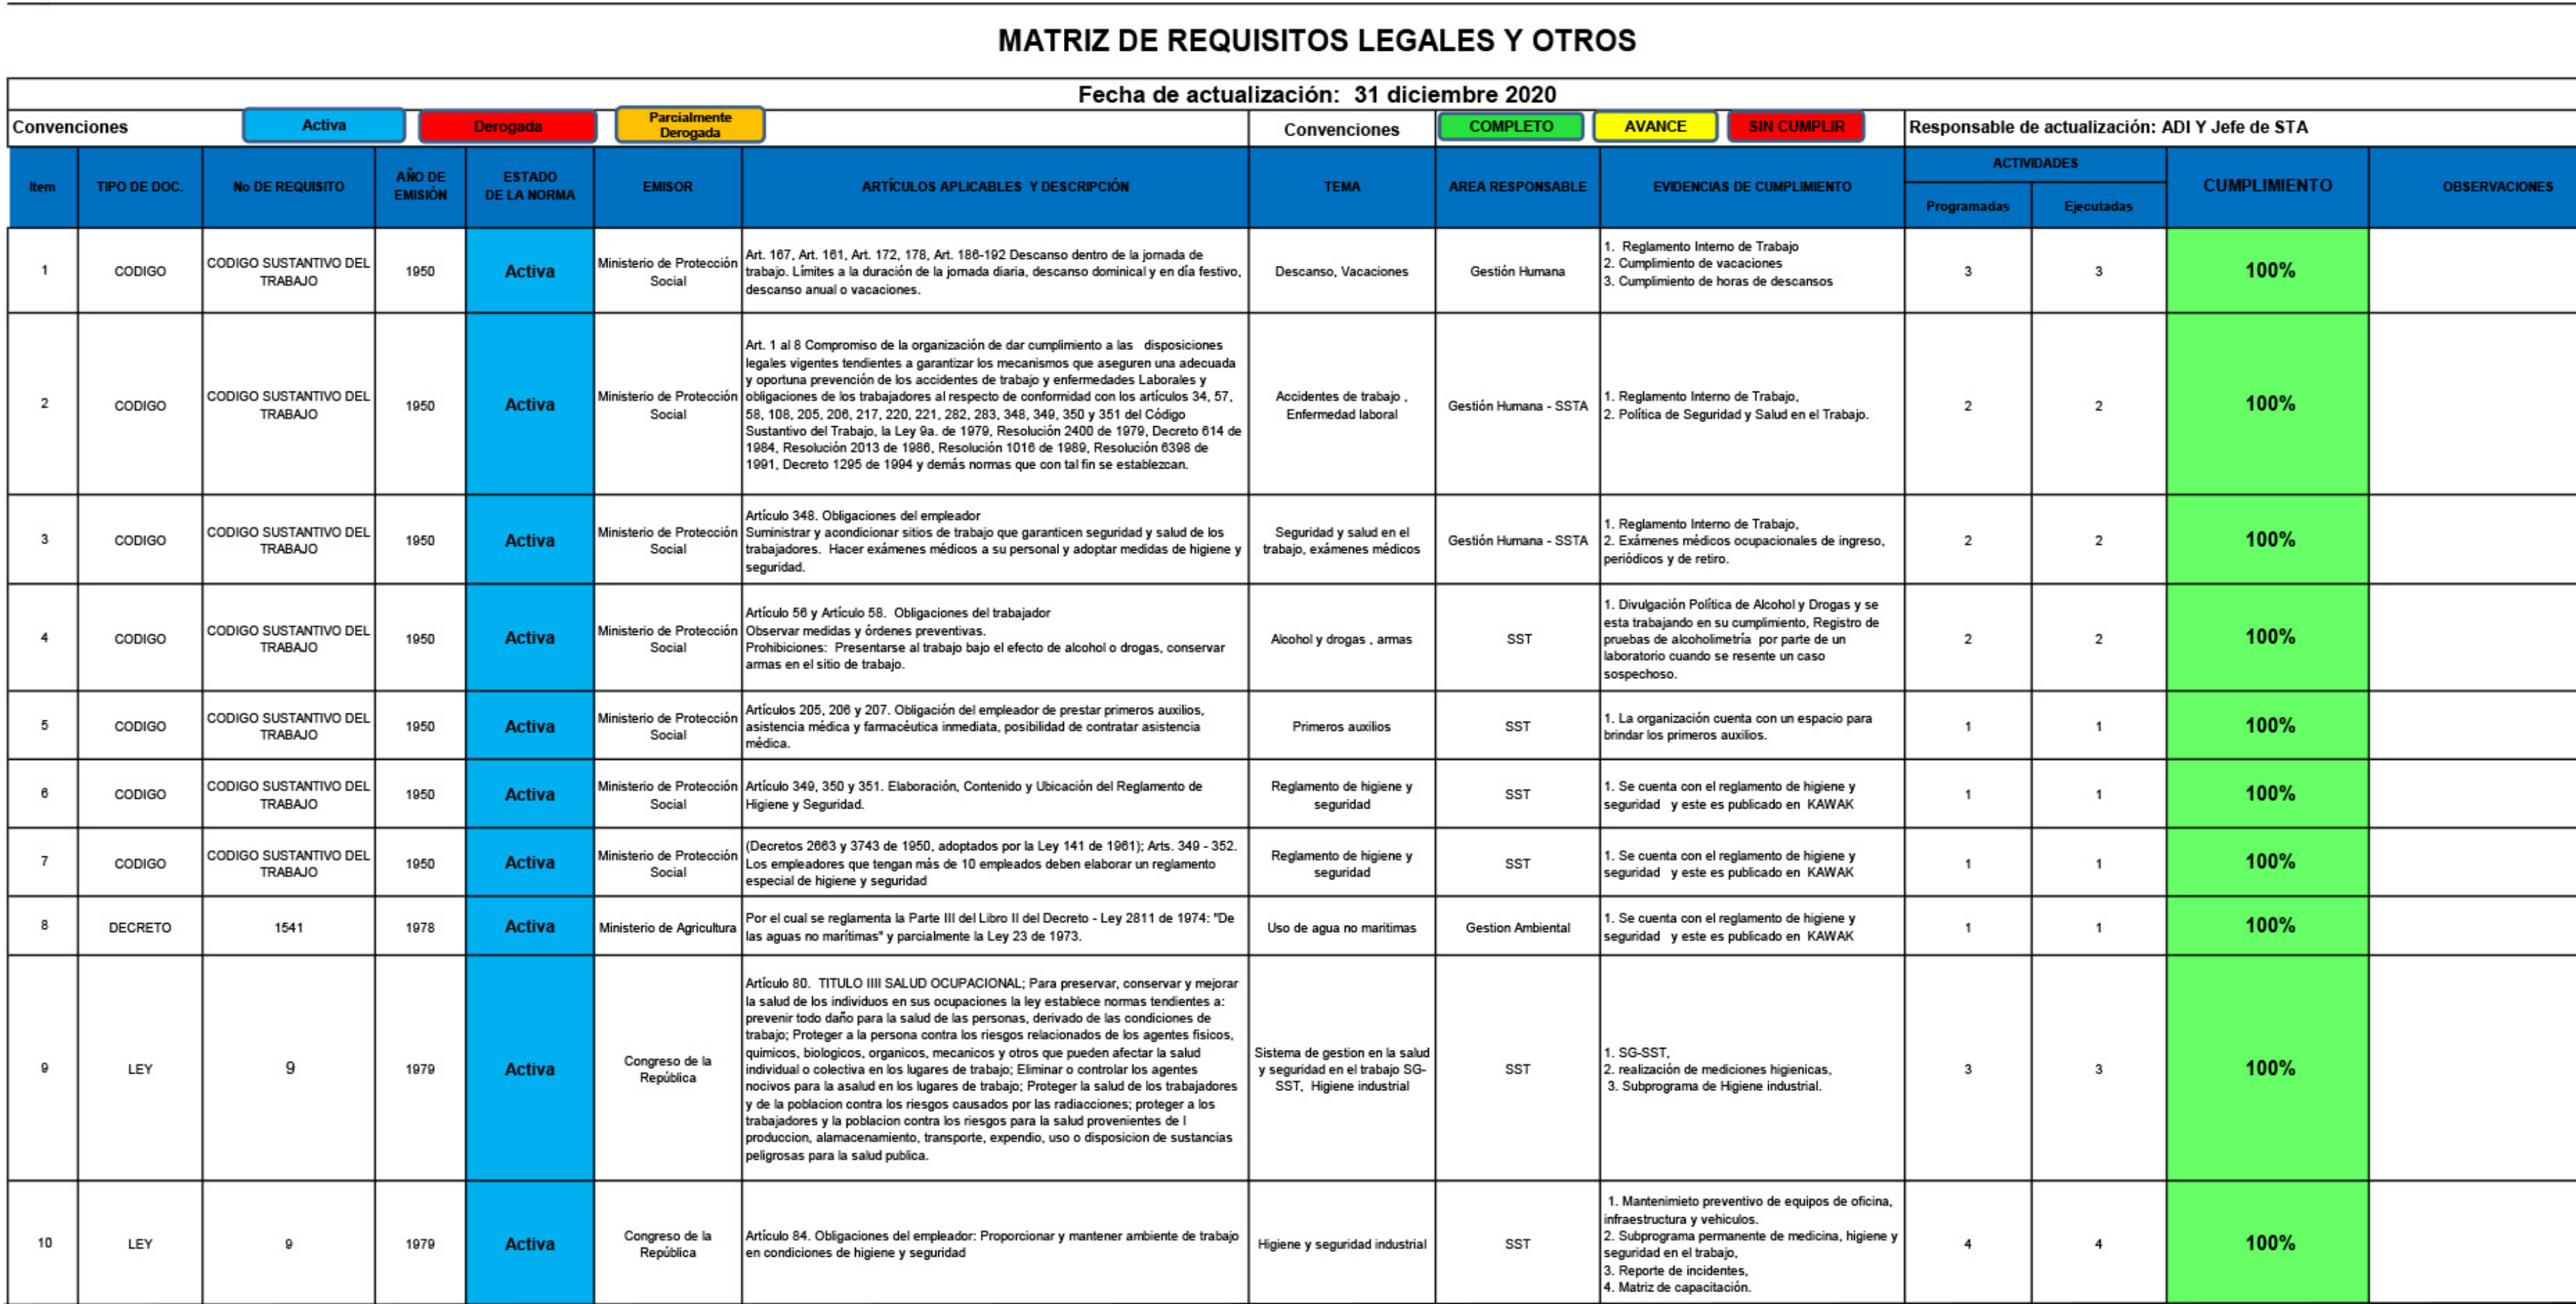 MATRIZ DE REQUISITOS LEGALES Y OTROS
Fecha de actualización: 31 diciembre 2020
Convenciones
Activa
Derogada
Parcialmente
Derogada
Convenciones
COMPLETO
AVANCE
SIN CUMPLIR
Responsable de actualización: ADI Y Jefe de STA
Item
TIPO DE DOC.
No DE REQUISITO
AÑO DE
EMISIÓN
ESTADO
DE LA NORMA
EMISOR
ARTÍCULOS APLICABLES Y DESCRIPCIÓN
TEMA
AREA RESPONSABLE
EVIDENCIAS DE CUMPLIMIENTO
ACTIVIDADES
Programadas
Ejecutadas
CUMPLIMIENTO
OBSERVACIONES
1
CODIGO
CODIGO SUSTANTIVO DEL
TRABAJO
1950
Activa
Ministerio de Protección
Social
Art. 167, Art. 161, Art. 172, 178, Art. 186-192 Descanso dentro de la jornada de
trabajo. Límites a la duración de la jornada diaria, descanso dominical y en día festivo,
descanso anual o vacaciones.
Descanso, Vacaciones
Gestión Humana
1. Reglamento Interno de Trabajo
2. Cumplimiento de vacaciones
3. Cumplimiento de horas de descansos
3
3
100%
2
CODIGO
CODIGO SUSTANTIVO DEL
TRABAJO
1950
Activa
Ministerio de Protección
Social
Art. 1 al 8 Compromiso de la organización de dar cumplimiento a las disposiciones
legales vigentes tendientes a garantizar los mecanismos que aseguren una adecuada
y oportuna prevención de los accidentes de trabajo y enfermedades Laborales y
obligaciones de los trabajadores al respecto de conformidad con los artículos 34, 57,
58, 108, 205, 206, 217, 220, 221, 282, 283, 348, 349, 350 y 351 del Código
Sustantivo del Trabajo, la Ley 9a. de 1979, Resolución 2400 de 1979, Decreto 614 de
1984, Resolución 2013 de 1986, Resolución 1016 de 1989, Resolución 6398 de
1991, Decreto 1295 de 1994 y demás normas que con tal fin se establezcan.
Accidentes de trabajo ,
Enfermedad laboral
Gestión Humana - SSTA
1. Reglamento Interno de Trabajo,
2. Política de Seguridad y Salud en el Trabajo.
2
2
100%
3
CODIGO
CODIGO SUSTANTIVO DEL
TRABAJO
1950
Activa
Ministerio de Protección
Social
Artículo 348. Obligaciones del empleador
Suministrar y acondicionar sitios de trabajo que garanticen seguridad y salud de los
trabajadores. Hacer exámenes médicos a su personal y adoptar medidas de higiene y
seguridad.
Seguridad y salud en el
trabajo, exámenes médicos
Gestión Humana - SSTA
1. Reglamento Interno de Trabajo,
2. Exámenes médicos ocupacionales de ingreso,
periódicos y de retiro.
2
2
100%
4
CODIGO
CODIGO SUSTANTIVO DEL
TRABAJO
1950
Activa
Ministerio de Protección
Social
Artículo 56 y Artículo 58. Obligaciones del trabajador
Observar medidas y órdenes preventivas.
Prohibiciones: Presentarse al trabajo bajo el efecto de alcohol o drogas, conservar
armas en el sitio de trabajo.
Alcohol y drogas , armas
SST
1. Divulgación Política de Alcohol y Drogas y se
esta trabajando en su cumplimiento, Registro de
pruebas de alcoholimetría por parte de un
laboratorio cuando se resente un caso
sospechoso.
2
2
100%
5
CODIGO
CODIGO SUSTANTIVO DEL
TRABAJO
1950
Activa
Ministerio de Protección
Social
Artículos 205, 206 y 207. Obligación del empleador de prestar primeros auxilios,
asistencia médica y farmacéutica inmediata, posibilidad de contratar asistencia
médica.
Primeros auxilios
SST
1. La organización cuenta con un espacio para
brindar los primeros auxilios.
1
1
100%
6
CODIGO
CODIGO SUSTANTIVO DEL
TRABAJO
1950
Activa
Ministerio de Protección
Social
Artículo 349, 350 y 351. Elaboración, Contenido y Ubicación del Reglamento de
Higiene y Seguridad.
Reglamento de higiene y
seguridad
SST
1. Se cuenta con el reglamento de higiene y
seguridad y este es publicado en KAWAK
1
1
100%
7
CODIGO
CODIGO SUSTANTIVO DEL
TRABAJO
1950
Activa
Ministerio de Protección
Social
(Decretos 2663 y 3743 de 1950, adoptados por la Ley 141 de 1961); Arts. 349 - 352.
Los empleadores que tengan más de 10 empleados deben elaborar un reglamento
especial de higiene y seguridad
Reglamento de higiene y
seguridad
SST
1. Se cuenta con el reglamento de higiene y
seguridad y este es publicado en KAWAK
1
1
100%
8
DECRETO
1541
1978
Activa
Ministerio de Agricultura
Por el cual se reglamenta la Parte III del Libro II del Decreto - Ley 2811 de 1974: "De
las aguas no marítimas" y parcialmente la Ley 23 de 1973.
Uso de agua no maritimas
Gestion Ambiental
1. Se cuenta con el reglamento de higiene y
seguridad y este es publicado en KAWAK
1
1
100%
9
LEY
9
1979
Activa
Congreso de la
República
Artículo 80. TITULO IIII SALUD OCUPACIONAL; Para preservar, conservar y mejorar
la salud de los individuos en sus ocupaciones la ley establece normas tendientes a:
prevenir todo daño para la salud de las personas, derivado de las condiciones de
trabajo; Proteger a la persona contra los riesgos relacionados de los agentes fisicos,
quimicos, biologicos, organicos, mecanicos y otros que pueden afectar la salud
individual o colectiva en los lugares de trabajo; Eliminar o controlar los agentes
nocivos para la asalud en los lugares de trabajo; Proteger la salud de los trabajadores
y de la poblacion contra los riesgos causados por las radiacciones; proteger a los
trabajadores y la poblacion contra los riesgos para la salud provenientes de l
produccion, alamacenamiento, transporte, expendio, uso o disposicion de sustancias
peligrosas para la salud publica.
Sistema de gestion en la salud
y seguridad en el trabajo SG-
SST, Higiene industrial
SST
1. SG-SST,
2. realización de mediciones higienicas,
3. Subprograma de Higiene industrial.
3
3
100%
10
LEY
9
1979
Activa
Congreso de la
República
Artículo 84. Obligaciones del empleador: Proporcionar y mantener ambiente de trabajo
en condiciones de higiene y seguridad
Higiene y seguridad industrial
SST
1. Mantenimieto preventivo de equipos de oficina,
infraestructura y vehiculos.
2. Subprograma permanente de medicina, higiene y
seguridad en el trabajo,
3. Reporte de incidentes,
4. Matriz de capacitación.
4
4
100%